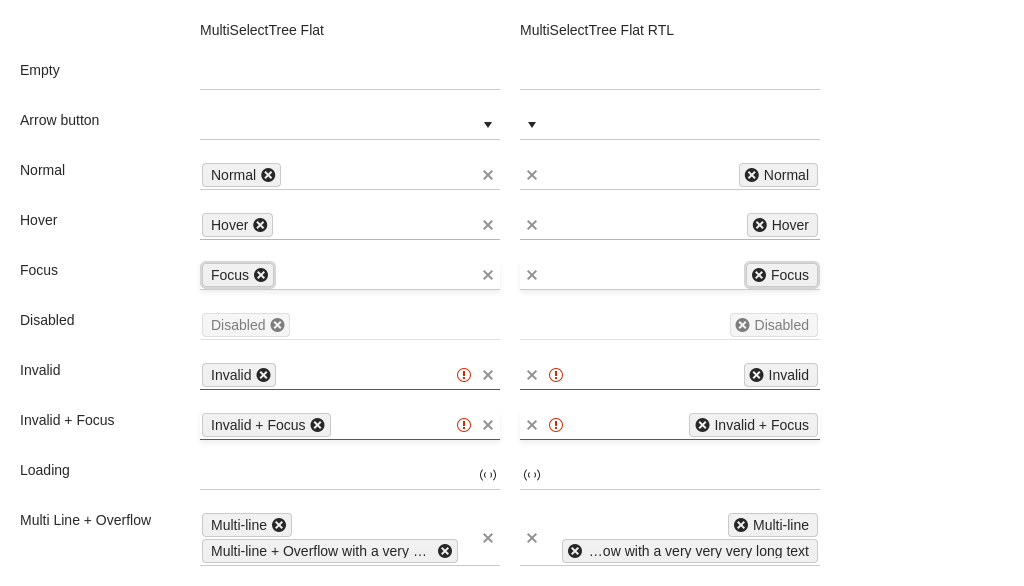 MultiSelectTree Flat MultiSelectTree Flat RTL
Empty
Arrow button
Normal Normal Normal
Hover Hover Hover
Focus Focus Focus
Disabled Disabled Disabled
Invalid Invalid Invalid
Invalid + Focus Invalid + Focus Invalid + Focus
Loading
Multi Line + Overflow Multi-line Multi-line
Multi-line + Overflow with a very … …ow with a very very very long text